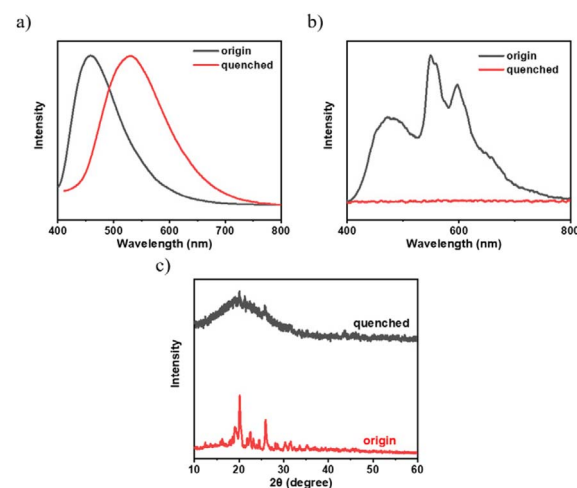 a)
origin
quenched
Intensity
400 500 600 700 800
Wavelength (nm)
b)
origin
quenched
Intensity
400 600 800
Wavelength (nm)
c)
quenched
origin
Intensity
10 20 30 40 50 60
2θ (degree)